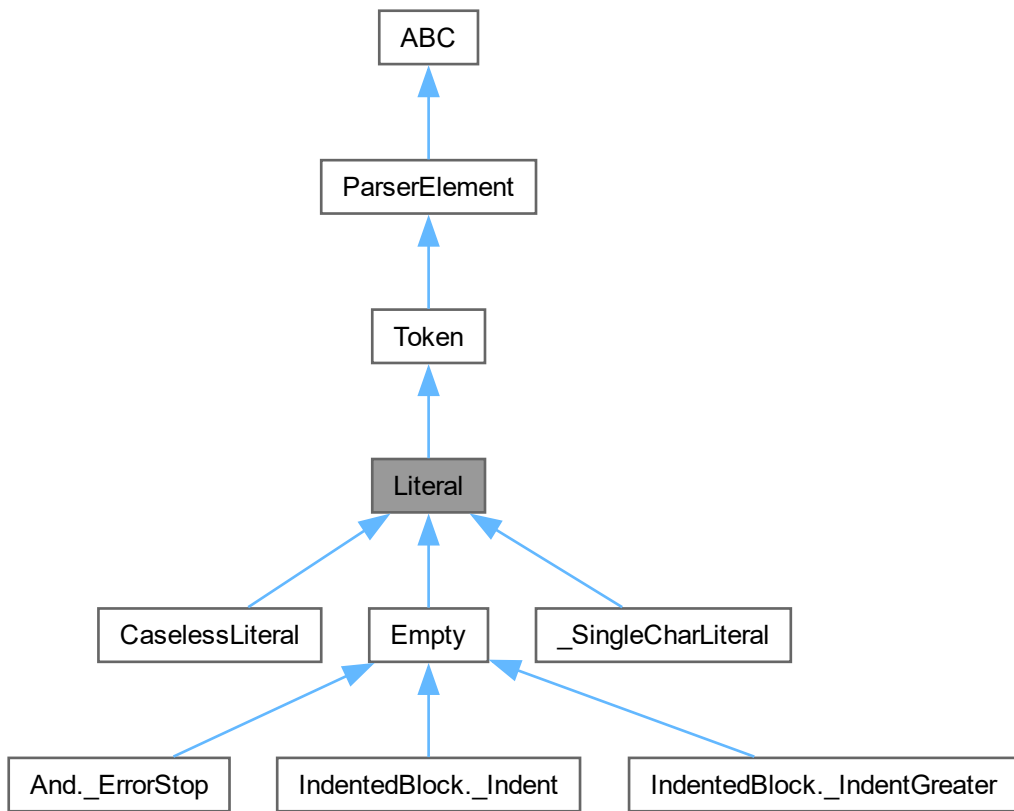 ABC
ParserElement
Token
Literal
CaselessLiteral
Empty
_SingleCharLiteral
And._ErrorStop
IndentedBlock._Indent
IndentedBlock._IndentGreater